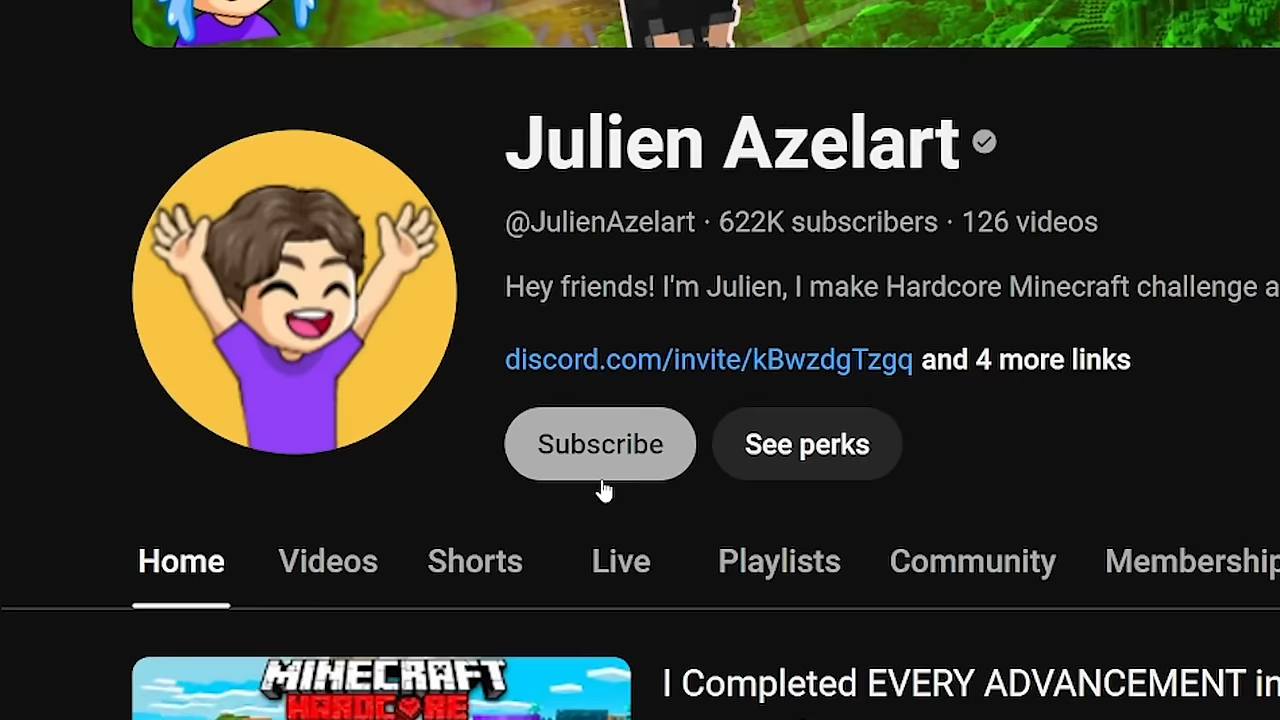 Julien Azelart
@JulienAzelart · 622K subscribers · 126 videos
Hey friends! I'm Julien, I make Hardcore Minecraft challenge a
discord.com/invite/kBwzdgTzgq and 4 more links
Subscribe See perks
Home Videos Shorts Live Playlists Community Membership
MINECRAFT
HARDCORE
I Completed EVERY ADVANCEMENT in